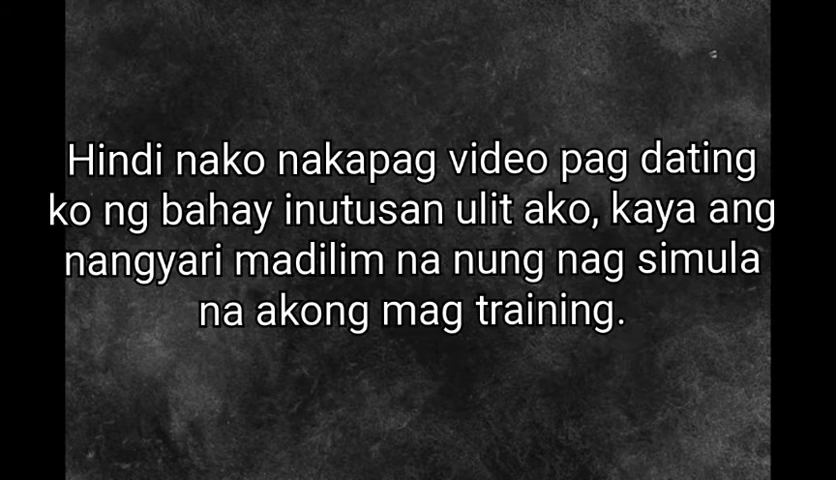 Hindi nako nakapag video pag dating
ko ng bahay inutusan ulit ako, kaya ang
nangyari madilim na nung nag simula
na akong mag training.